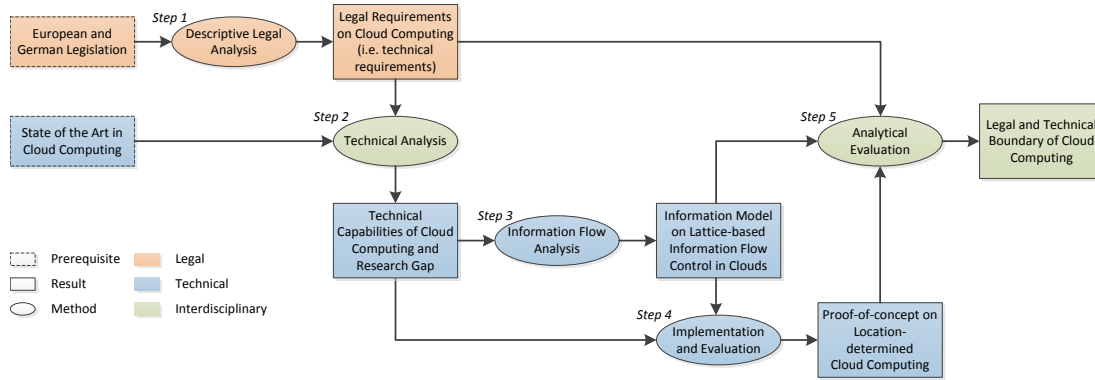 Step 1
European and
German Legislation
Descriptive Legal
Analysis
Legal Requirements
on Cloud Computing
(i.e. technical
requirements)
Step 2
State of the Art in
Cloud Computing
Technical Analysis
Step 5
Analytical
Evaluation
Legal and Technical
Boundary of Cloud
Computing
Step 3
Technical
Capabilities of Cloud
Computing and
Research Gap
Information Flow
Analysis
Information Model
on Lattice-based
Information Flow
Control in Clouds
Prerequisite
Legal
Result
Technical
Method
Interdisciplinary
Step 4
Implementation
and Evaluation
Proof-of-concept on
Location-
determined
Cloud Computing